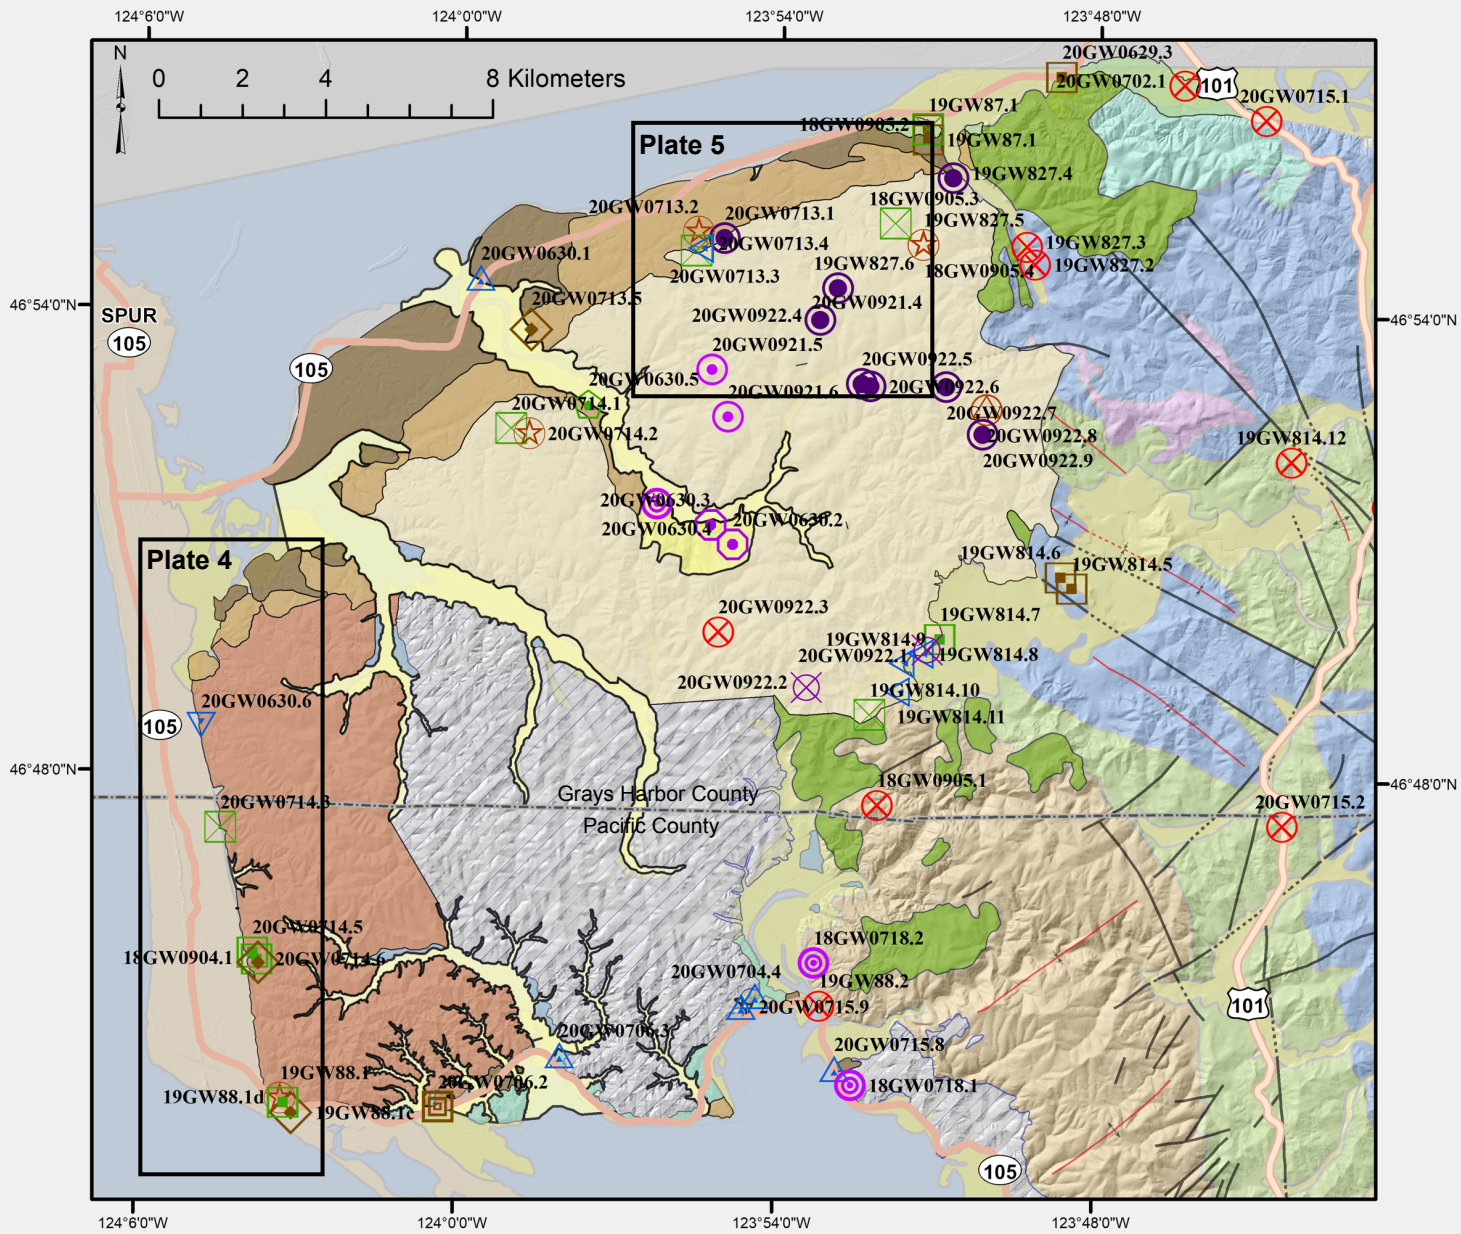 124°6'0"W
124°0'0"W
123°54'0"W
123°48'0"W
N
0 2 4 8 Kilometers
20GW0629.3
20GW0702.1
101
20GW0715.1
19GW87.1
18GW0905.2
19GW87.1
Plate 5
19GW827.4
18GW0905.3
20GW0713.2
20GW0713.1
19GW827.5
20GW0713.4
19GW827.3
20GW0630.1
19GW827.6
19GW827.2
20GW0713.3
18GW0905.4
20GW0713.5
20GW0921.4
46°54'0"N
SPUR
20GW0922.4
46°54'0"N
105
20GW0921.5
105
20GW0922.5
20GW0630.5
20GW0921.6
20GW0922.6
20GW0714.1
20GW0922.7
20GW0714.2
20GW0922.8
19GW814.12
20GW0922.9
20GW0630.3
20GW0630.2
20GW0630.4
Plate 4
19GW814.6
19GW814.5
20GW0922.3
19GW814.7
19GW814.9
20GW0922.1
19GW814.8
20GW0922.2
19GW814.10
20GW0630.6
19GW814.11
105
46°48'0"N
18GW0905.1
46°48'0"N
Grays Harbor County
20GW0714.3
20GW0715.2
Pacific County
20GW0714.5
18GW0718.2
18GW0904.1
20GW0714.6
20GW0704.4
19GW88.2
20GW0715.9
101
20GW0706.3
20GW0715.8
19GW88.1
20GW0706.2
18GW0718.1
19GW88.1d
19GW88.1c
105
124°6'0"W
124°0'0"W
123°54'0"W
123°48'0"W